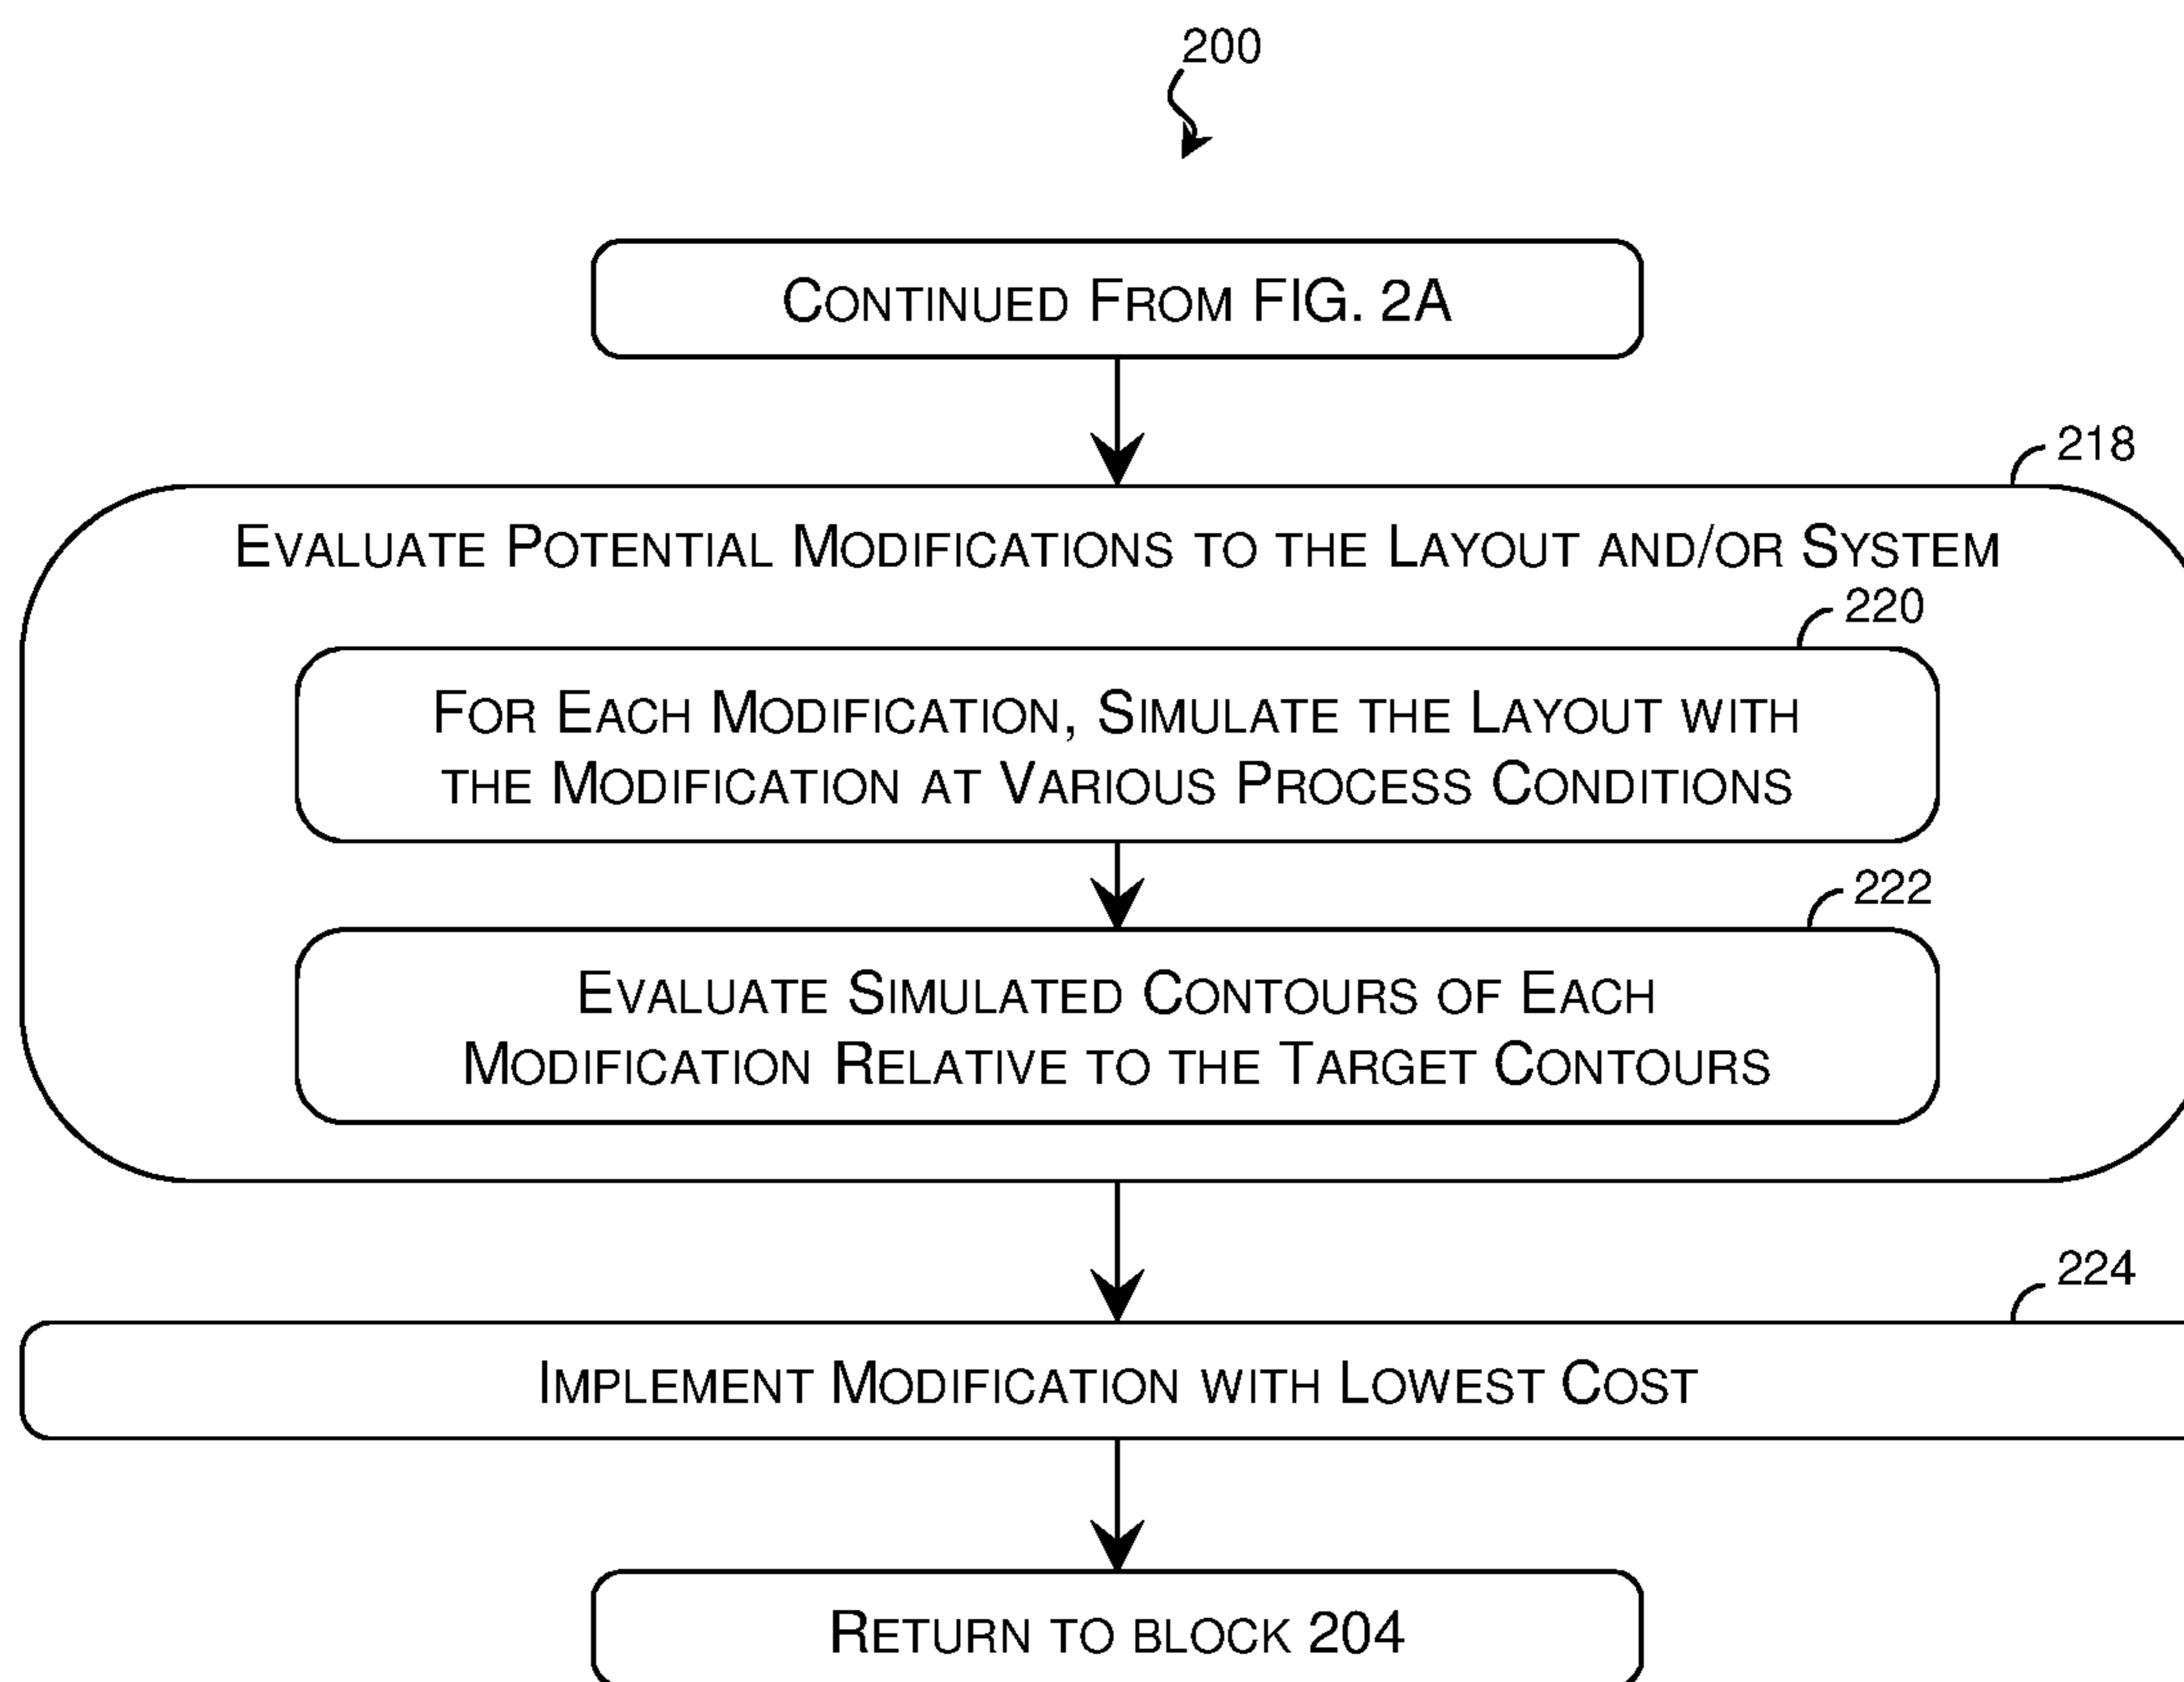 200
CONTINUED FROM FIG. 2A
218
EVALUATE POTENTIAL MODIFICATIONS TO THE LAYOUT AND/OR SYSTEM
220
FOR EACH MODIFICATION, SIMULATE THE LAYOUT WITH
THE MODIFICATION AT VARIOUS PROCESS CONDITIONS
222
EVALUATE SIMULATED CONTOURS OF EACH
MODIFICATION RELATIVE TO THE TARGET CONTOURS
224
IMPLEMENT MODIFICATION WITH LOWEST COST
RETURN TO BLOCK 204